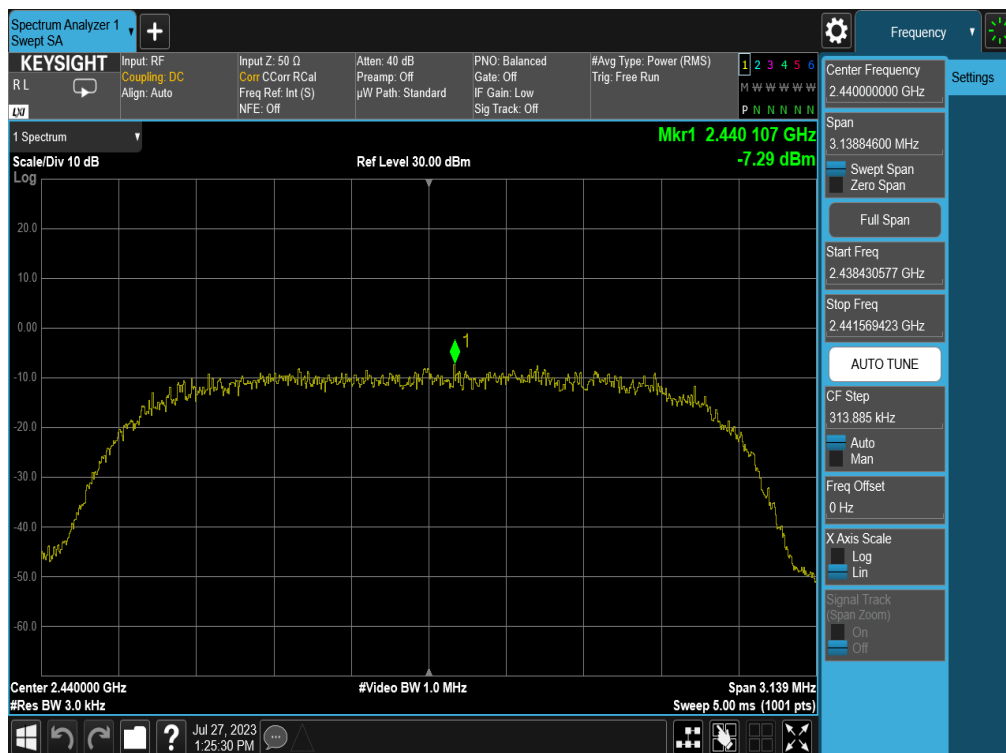 Spectrum Analyzer 1
Swept SA
Frequency
KEYSIGHT
R L
LXI
Input: RF
Coupling: DC
Align: Auto
Input Z: 50 Ω
Corr CCorr RCal
Freq Ref: Int (S)
NFE: Off
Atten: 40 dB
Preamp: Off
µW Path: Standard
PNO: Balanced
Gate: Off
IF Gain: Low
Sig Track: Off
#Avg Type: Power (RMS)
Trig: Free Run
1 2 3 4 5 6
M W W W W W
P N N N N N
1 Spectrum
Scale/Div 10 dB
Log
Ref Level 30.00 dBm
Mkr1 2.440 107 GHz
-7.29 dBm
20.0
10.0
0.00
-10.0
-20.0
-30.0
-40.0
-50.0
-60.0
1
Center 2.440000 GHz
#Video BW 1.0 MHz
Span 3.139 MHz
#Res BW 3.0 kHz
Sweep 5.00 ms (1001 pts)
Center Frequency
2.440000000 GHz
Settings
Span
3.13884600 MHz
Swept Span
Zero Span
Full Span
Start Freq
2.438430577 GHz
Stop Freq
2.441569423 GHz
AUTO TUNE
CF Step
313.885 kHz
Auto
Man
Freq Offset
0 Hz
X Axis Scale
Log
Lin
Signal Track
(Span Zoom)
On
Off
?
Jul 27, 2023
1:25:30 PM